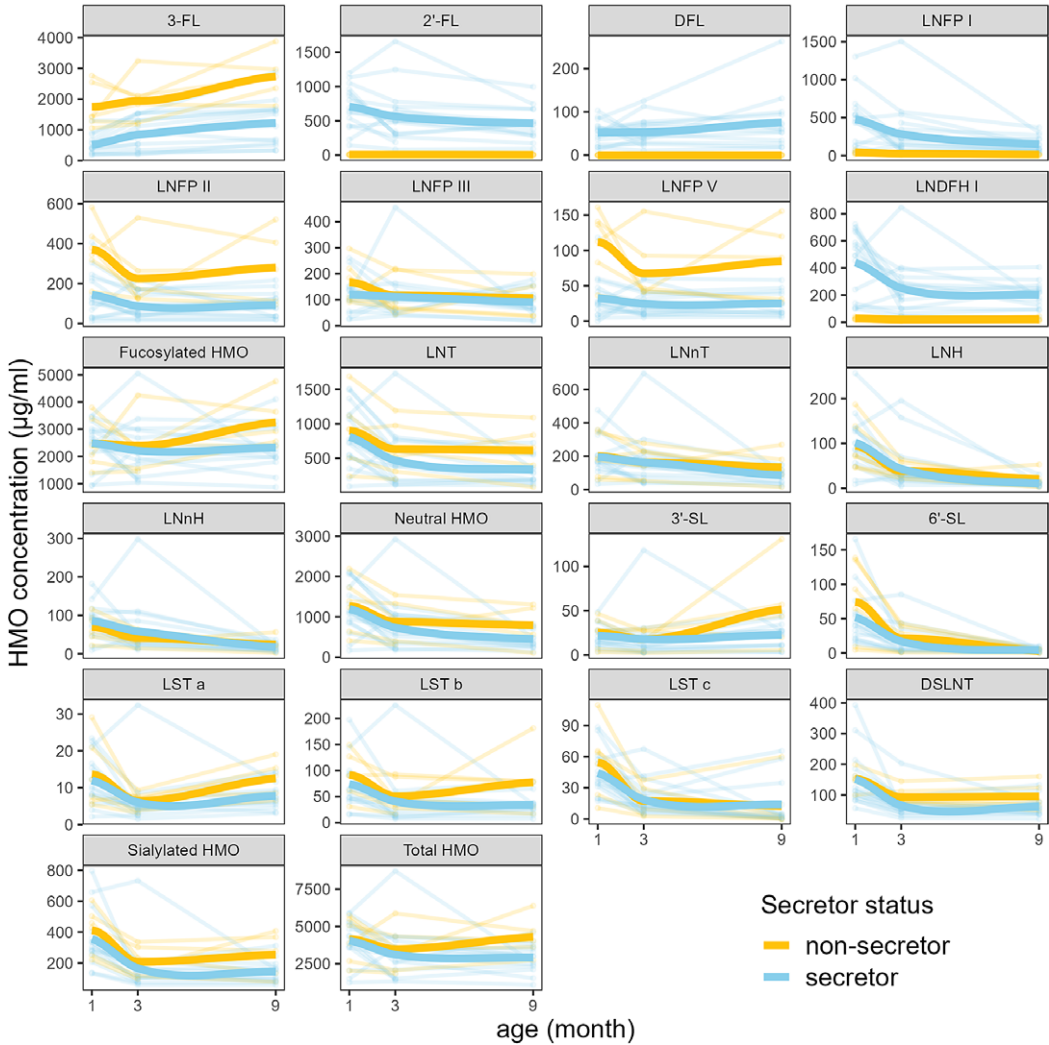 3-FL 2'-FL DFL LNFP I
4000 3000 2000 1000 0
1500 1000 500 0
200 100 0
1500 1000 500 0
LNFP II LNFP III LNFP V LNDFH I
600 400 200 0
400 300 200 100 0
150 100 50 0
800 600 400 200 0
Fucosylated HMO LNT LNnT LNH
5000 4000 3000 2000 1000
1500 1000 500
600 400 200 0
200 100 0
LNnH Neutral HMO 3'-SL 6'-SL
300 200 100 0
3000 2000 1000 0
100 50 0
150 100 50 0
LST a LST b LST c DSLNT
30 20 10 0
200 150 100 50 0
90 60 30 0
400 300 200 100
1 3 9
1 3 9
Sialylated HMO Total HMO
800 600 400 200
7500 5000 2500
1 3 9
1 3 9
HMO concentration (µg/ml)
age (month)
Secretor status
non-secretor
secretor